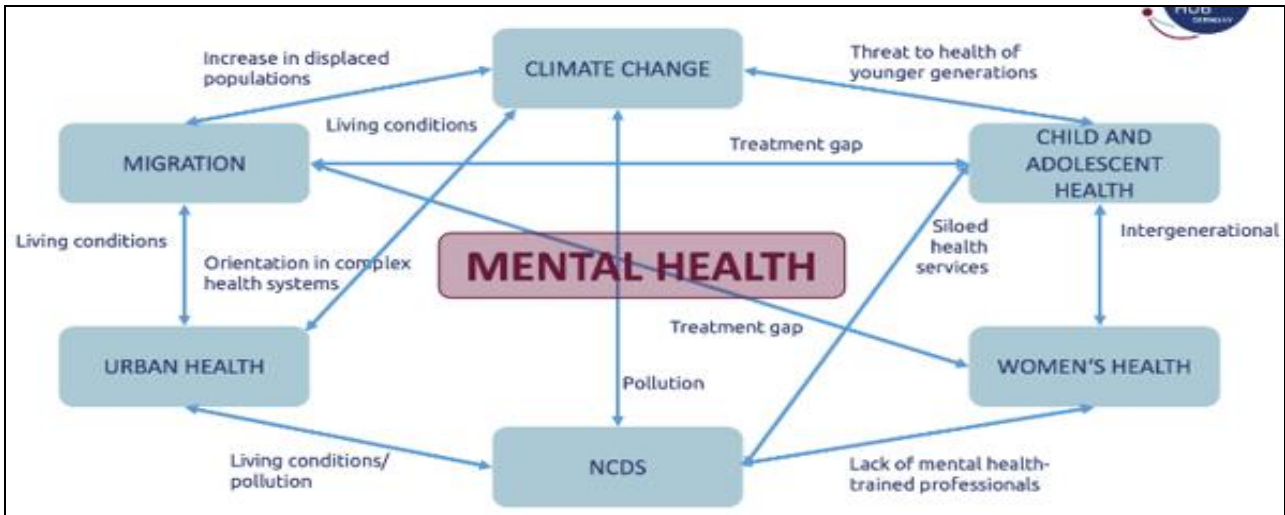 HUB
GERMANY
Increase in displaced
populations
CLIMATE CHANGE
Threat to health of
younger generations
Living conditions
MIGRATION
Treatment gap
CHILD AND
ADOLESCENT
HEALTH
Living conditions
Siloed
health
services
Intergenerational
Orientation in complex
health systems
MENTAL HEALTH
Treatment gap
URBAN HEALTH
WOMEN'S HEALTH
Pollution
Living conditions/
pollution
NCDS
Lack of mental health-
trained professionals